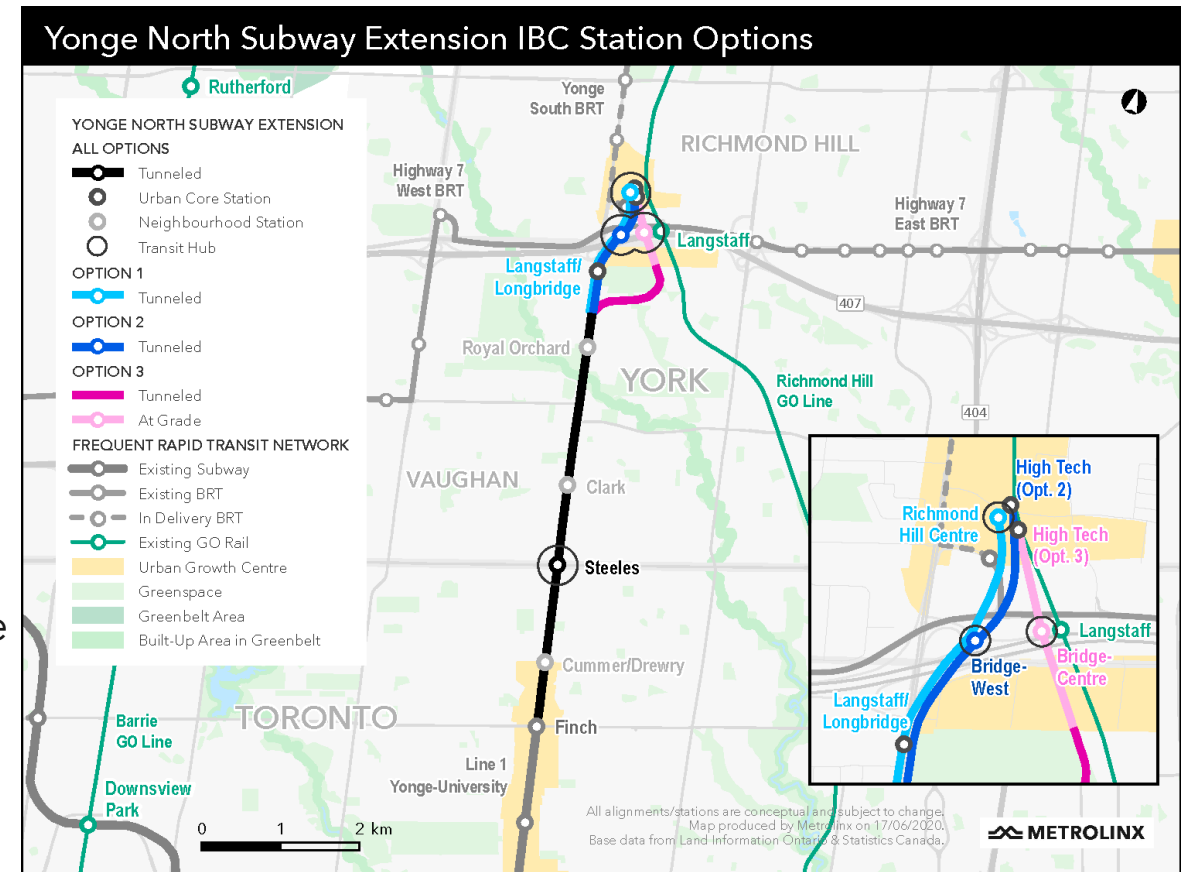 Yonge North Subway Extension IBC Station Options
Rutherford
YONGE NORTH SUBWAY EXTENSION
ALL OPTIONS
Tunneled
Urban Core Station
Neighbourhood Station
Transit Hub
OPTION 1
Tunneled
OPTION 2
Tunneled
OPTION 3
Tunneled
At Grade
FREQUENT RAPID TRANSIT NETWORK
Existing Subway
Existing BRT
In Delivery BRT
Existing GO Rail
Urban Growth Centre
Greenspace
Greenbelt Area
Built-Up Area in Greenbelt
Yonge
South BRT
RICHMOND HILL
Highway 7
West BRT
Highway 7
East BRT
Langstaff
Langstaff/
Longbridge
407
Royal Orchard
YORK
Richmond Hill
GO Line
404
VAUGHAN
Clark
Steeles
e
Cummer/Drewry
TORONTO
Finch
Barrie
GO Line
Line 1
Yonge-University
Downsview
Park
0 1 2 km
High Tech
(Opt. 2)
Richmond
Hill Centre
High Tech
(Opt. 3)
Langstaff
Bridge-
Centre
Bridge-
West
Langstaff/
Longbridge
All alignments/stations are conceptual and subject to change.
Map produced by Metrolinx on 17/06/2020.
Base data from Land Information Ontario & Statistics Canada.
METROLINX